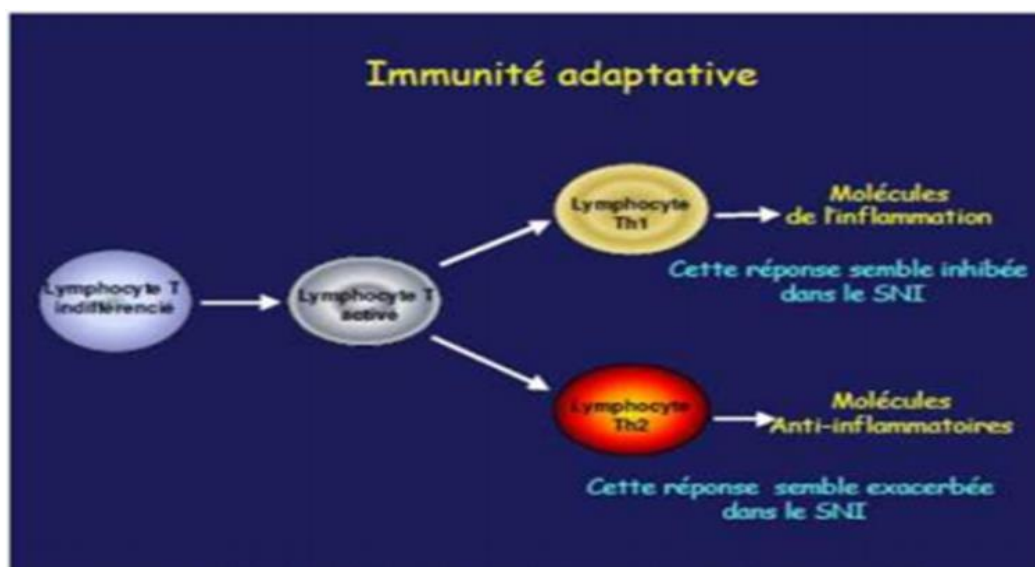 Immunité adaptative
Lymphocyte
Th1
Molécules
de l'inflammation
Cette réponse semble inhibée
dans le SNI
Lymphocyte T
indifférencié
Lymphocyte T
activé
Lymphocyte
Th2
Molécules
Anti-inflammatoires
Cette réponse semble exacerbée
dans le SNI